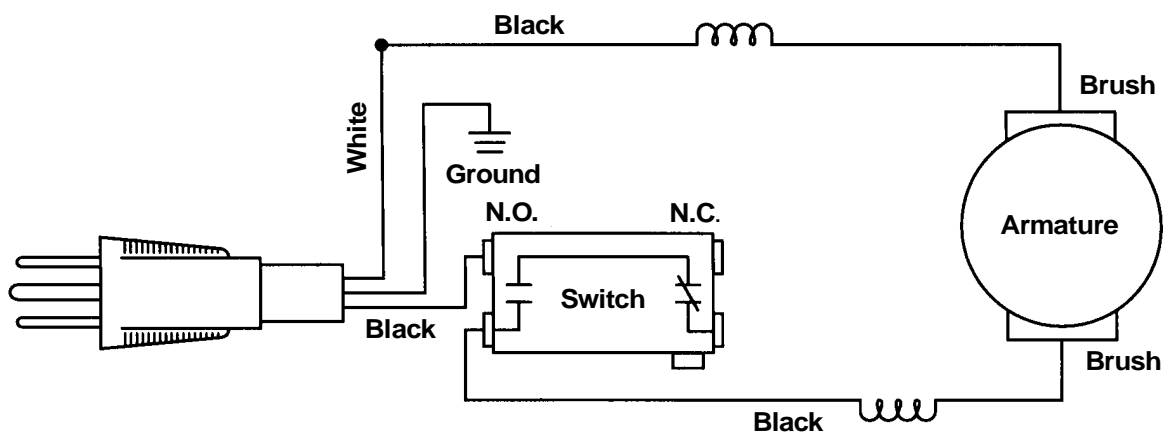 Black
Brush
White
Ground
N.O.
N.C.
Armature
Switch
Black
Brush
Black